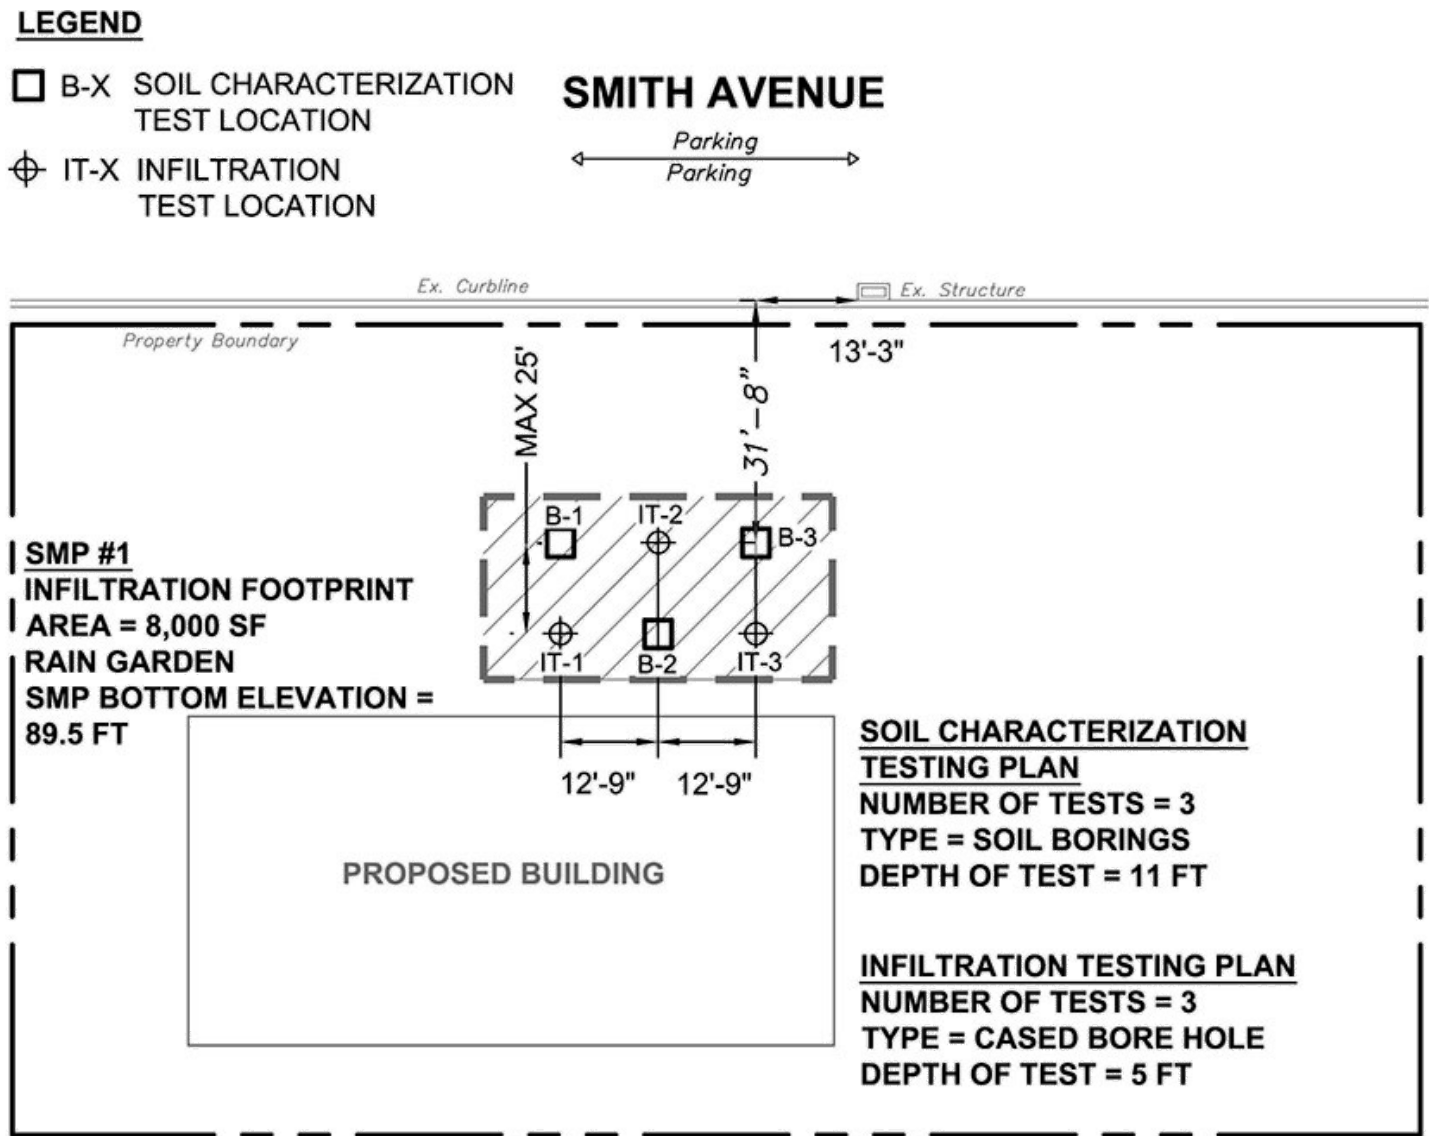 LEGEND
B-X SOIL CHARACTERIZATION
TEST LOCATION
IT-X INFILTRATION
TEST LOCATION
SMITH AVENUE
Parking
Parking
Ex. Curbline
Ex. Structure
Property Boundary
13'-3"
MAX 25'
31'-8"
B-1
IT-2
B-3
IT-1
B-2
IT-3
SMP #1
INFILTRATION FOOTPRINT
AREA = 8,000 SF
RAIN GARDEN
SMP BOTTOM ELEVATION =
89.5 FT
12'-9"
12'-9"
PROPOSED BUILDING
SOIL CHARACTERIZATION
TESTING PLAN
NUMBER OF TESTS = 3
TYPE = SOIL BORINGS
DEPTH OF TEST = 11 FT
INFILTRATION TESTING PLAN
NUMBER OF TESTS = 3
TYPE = CASED BORE HOLE
DEPTH OF TEST = 5 FT